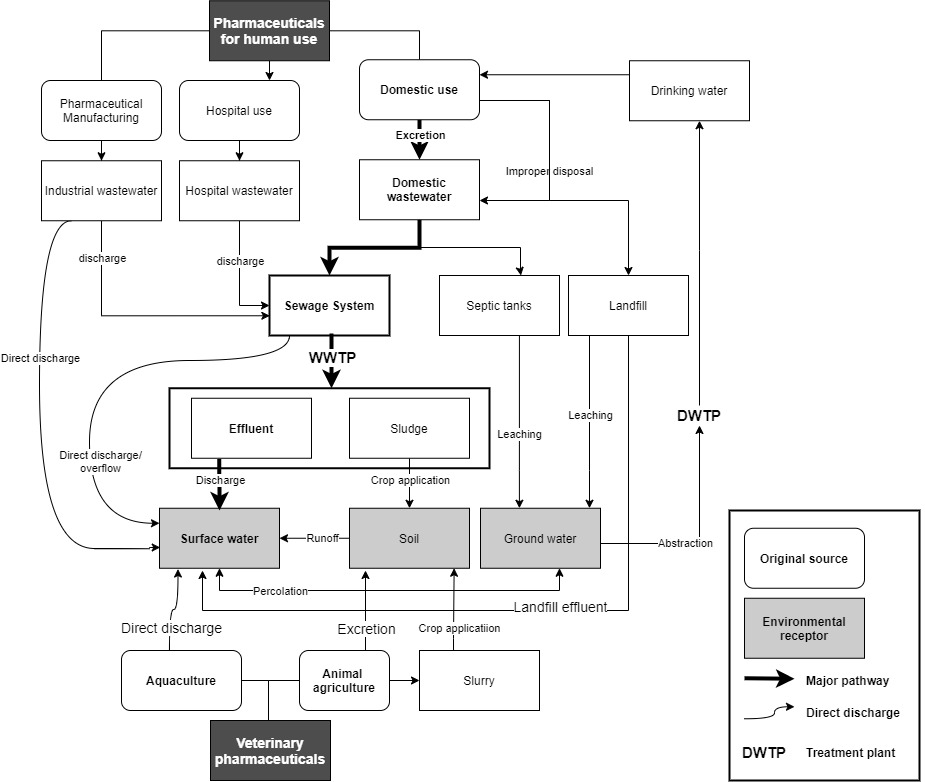 Pharmaceuticals
for human use
Pharmaceutical
Manufacturing
Hospital use
Domestic use
Drinking water
Excretion
Industrial wastewater
Hospital wastewater
Domestic
wastewater
Improper disposal
discharge
discharge
Sewage System
Septic tanks
Landfill
Direct discharge
WWTP
Effluent
Sludge
Leaching
Leaching
DWTP
Direct discharge/
overflow
Discharge
Crop application
Surface water
Runoff
Soil
Ground water
Abstraction
Percolation
Landfill effluent
Direct discharge
Excretion
Crop applicatiion
Aquaculture
Animal
agriculture
Slurry
Veterinary
pharmaceuticals
Original source
Environmental
receptor
Major pathway
Direct discharge
DWTP Treatment plant